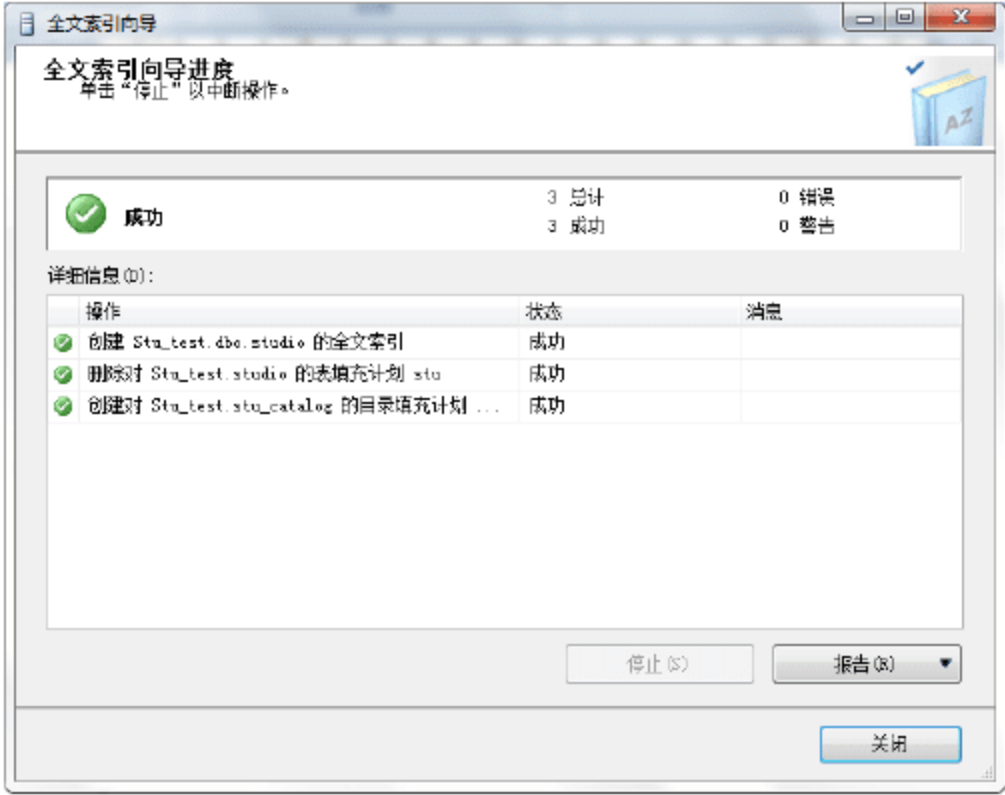 全文索引向导
全文索引向导进度
单击“停止”以中断操作。
AZ
成功
3 总计
0 错误
3 成功
0 警告
详细信息(D):
操作 状态 消息
创建 Stu_test.dbo.studio 的全文索引 成功
删除对 Stu_test.studio 的表填充计划 stu 成功
创建对 Stu_test.stu_catalog 的目录填充计划 ... 成功
停止(S)
报告(R)
关闭